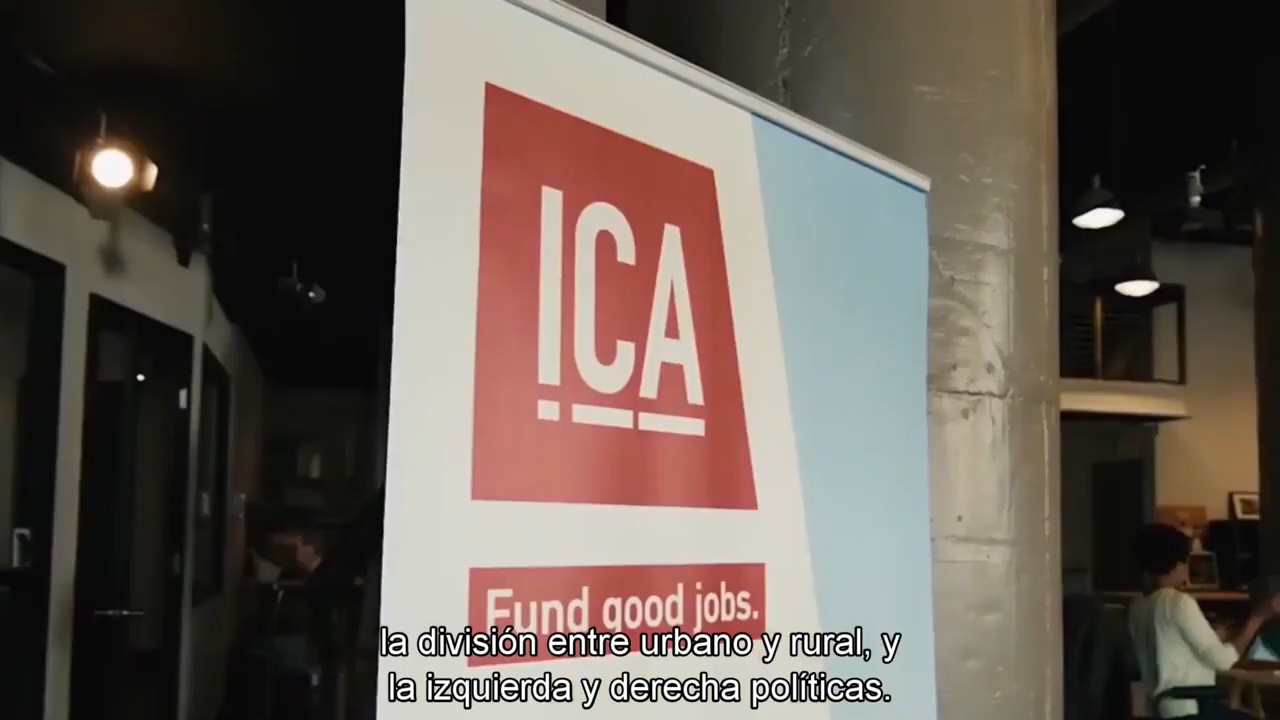 ICA
Fund good jobs.
la división entre urbano y rural, y
la izquierda y derecha políticas.